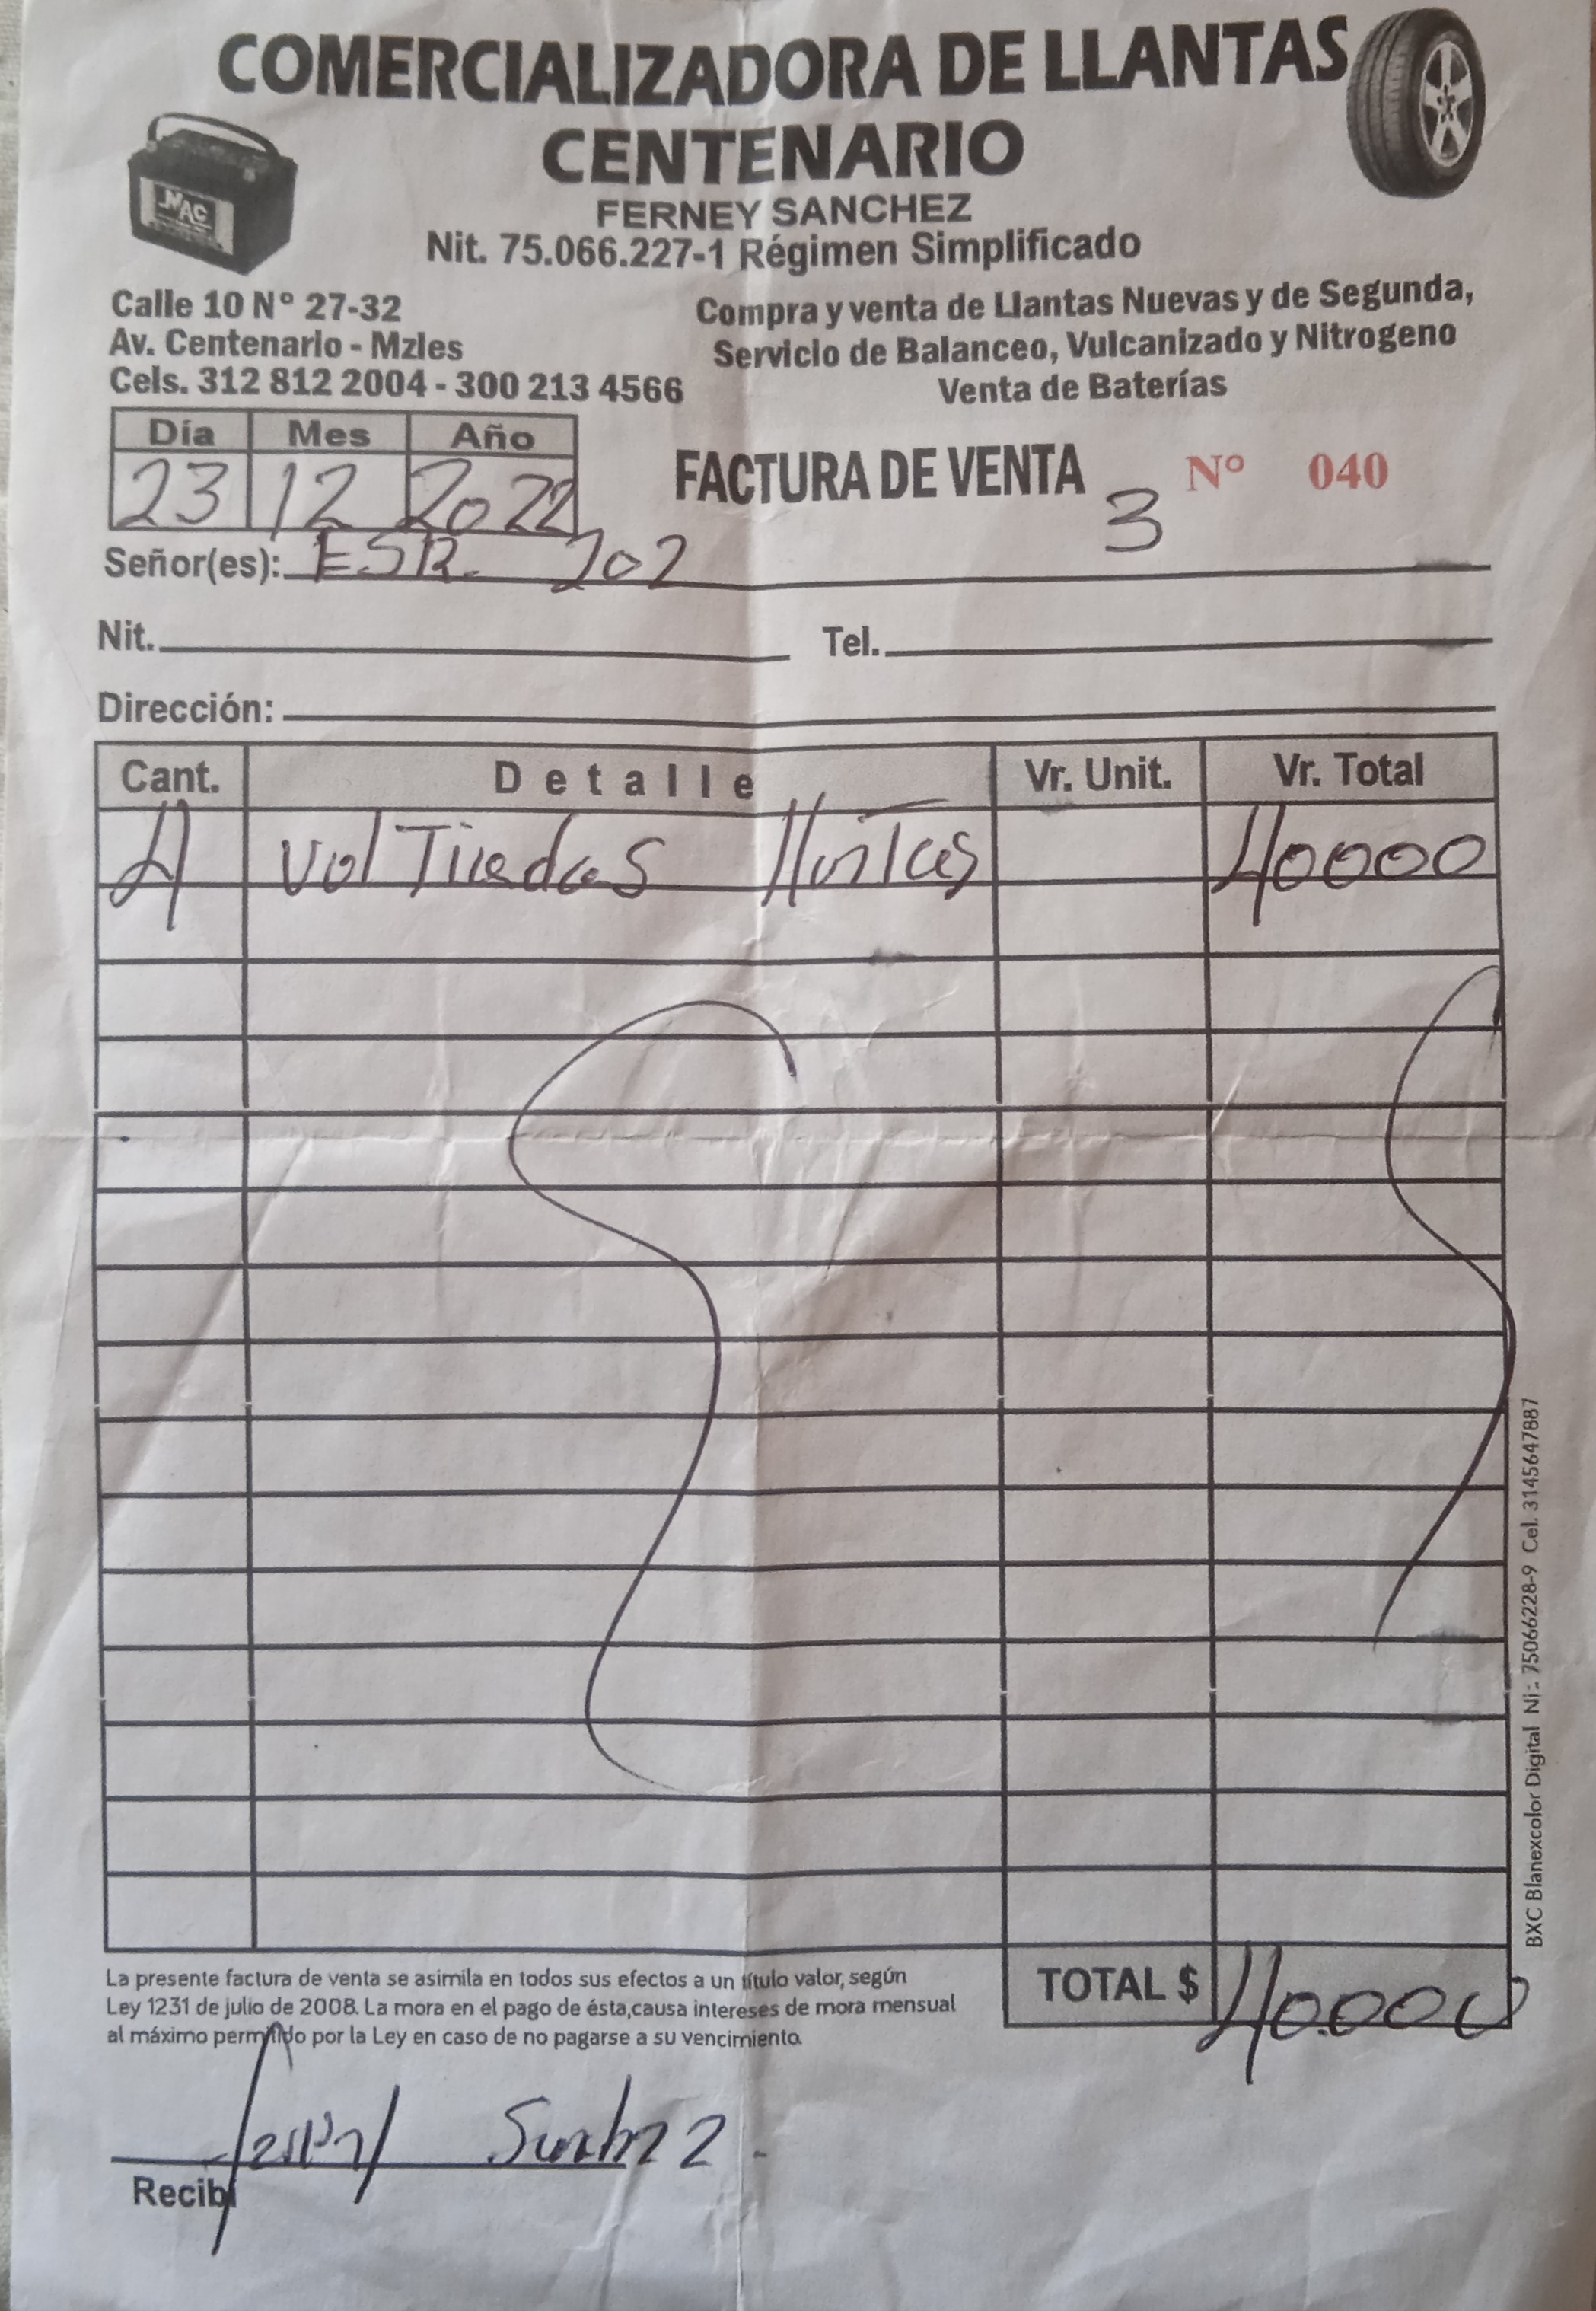 COMERCIALIZADORA DE LLANTAS
CENTENARIO
MAC
FERNEY SANCHEZ
Nit. 75.066.227-1 Régimen Simplificado
Calle 10 N° 27-32
Av. Centenario - Mzles
Cels. 312 812 2004 - 300 213 4566
Compra y venta de Llantas Nuevas y de Segunda,
Servicio de Balanceo, Vulcanizado y Nitrogeno
Venta de Baterías
Día Mes Año
23 12 2022
FACTURA DE VENTA 3 N° 040
Señor(es): ESR 202
Nit. Tel.
Dirección:
Cant. Detalle Vr. Unit. Vr. Total
4 volTiadas llantas 40000
La presente factura de venta se asimila en todos sus efectos a un título valor, según
Ley 1231 de julio de 2008. La mora en el pago de ésta,causa intereses de mora mensual
al máximo permitido por la Ley en caso de no pagarse a su vencimiento.
TOTAL $ 40.000
Recibí
BXC Blanexcolor Digital Nit. 75066228-9 Cel. 3145647887